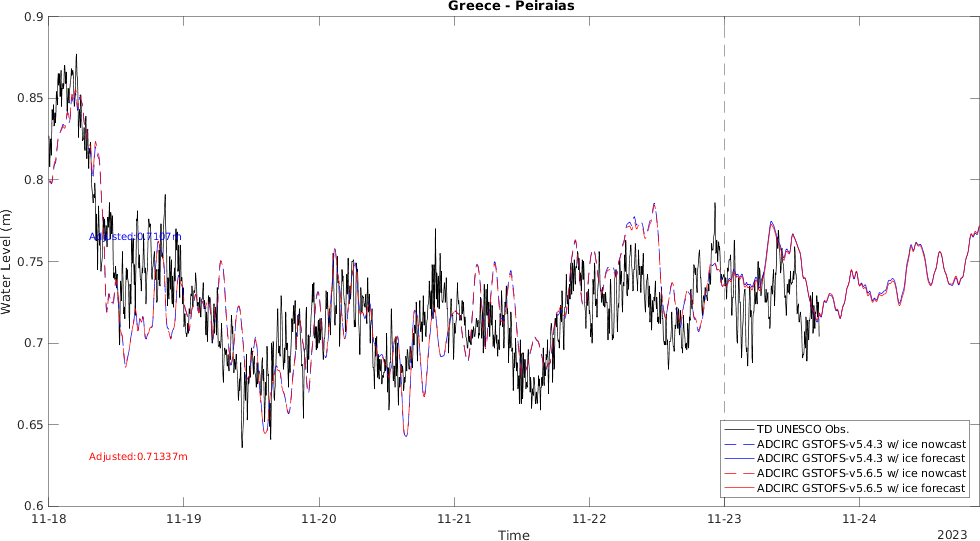 Greece - Peiraias
0.9
0.85
0.8
0.75
0.7
0.65
0.6
Water Level (m)
Adjusted:0.7107m
Adjusted:0.71337m
TD UNESCO Obs.
ADCIRC GSTOFS-v5.4.3 w/ ice nowcast
ADCIRC GSTOFS-v5.4.3 w/ ice forecast
ADCIRC GSTOFS-v5.6.5 w/ ice nowcast
ADCIRC GSTOFS-v5.6.5 w/ ice forecast
11-18 11-19 11-20 11-21 11-22 11-23 11-24
Time
2023